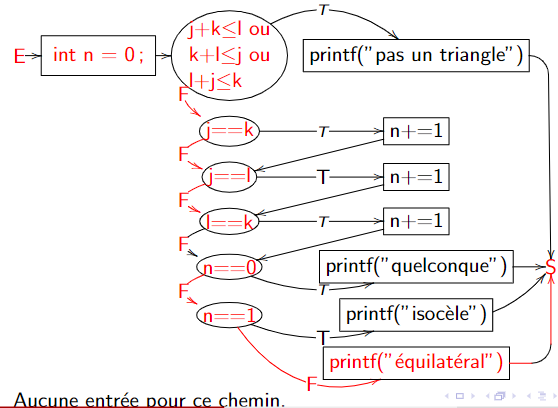 T
j+k≤l ou
E
int n = 0 ;
k+l≤j ou
printf("pas un triangle")
l+j≤k
F
j==k
T
n+=1
F
j==l
T
n+=1
F
l==k
T
n+=1
F
n==0
printf("quelconque")
S
T
F
n==1
printf("isocèle")
T
printf("équilatéral")
F
Aucune entrée pour ce chemin.